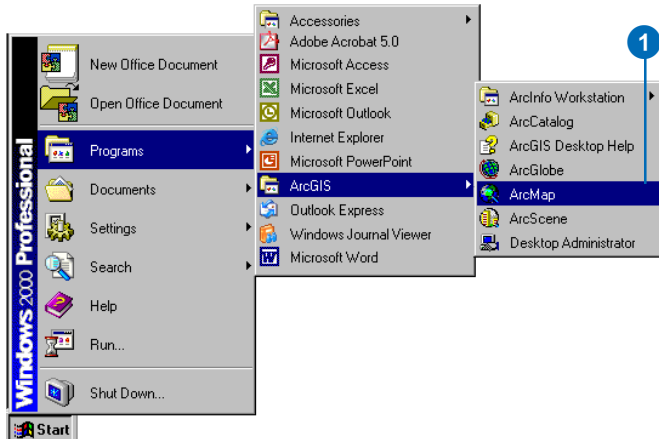 New Office Document
Open Office Document
Programs
Documents
Settings
Search
Help
Run...
Shut Down...
Windows 2000 Professional
Start
Accessories
Adobe Acrobat 5.0
Microsoft Access
Microsoft Excel
Microsoft Outlook
Internet Explorer
Microsoft PowerPoint
ArcGIS
Outlook Express
Windows Journal Viewer
Microsoft Word
1
ArcInfo Workstation
ArcCatalog
ArcGIS Desktop Help
ArcGlobe
ArcMap
ArcScene
Desktop Administrator